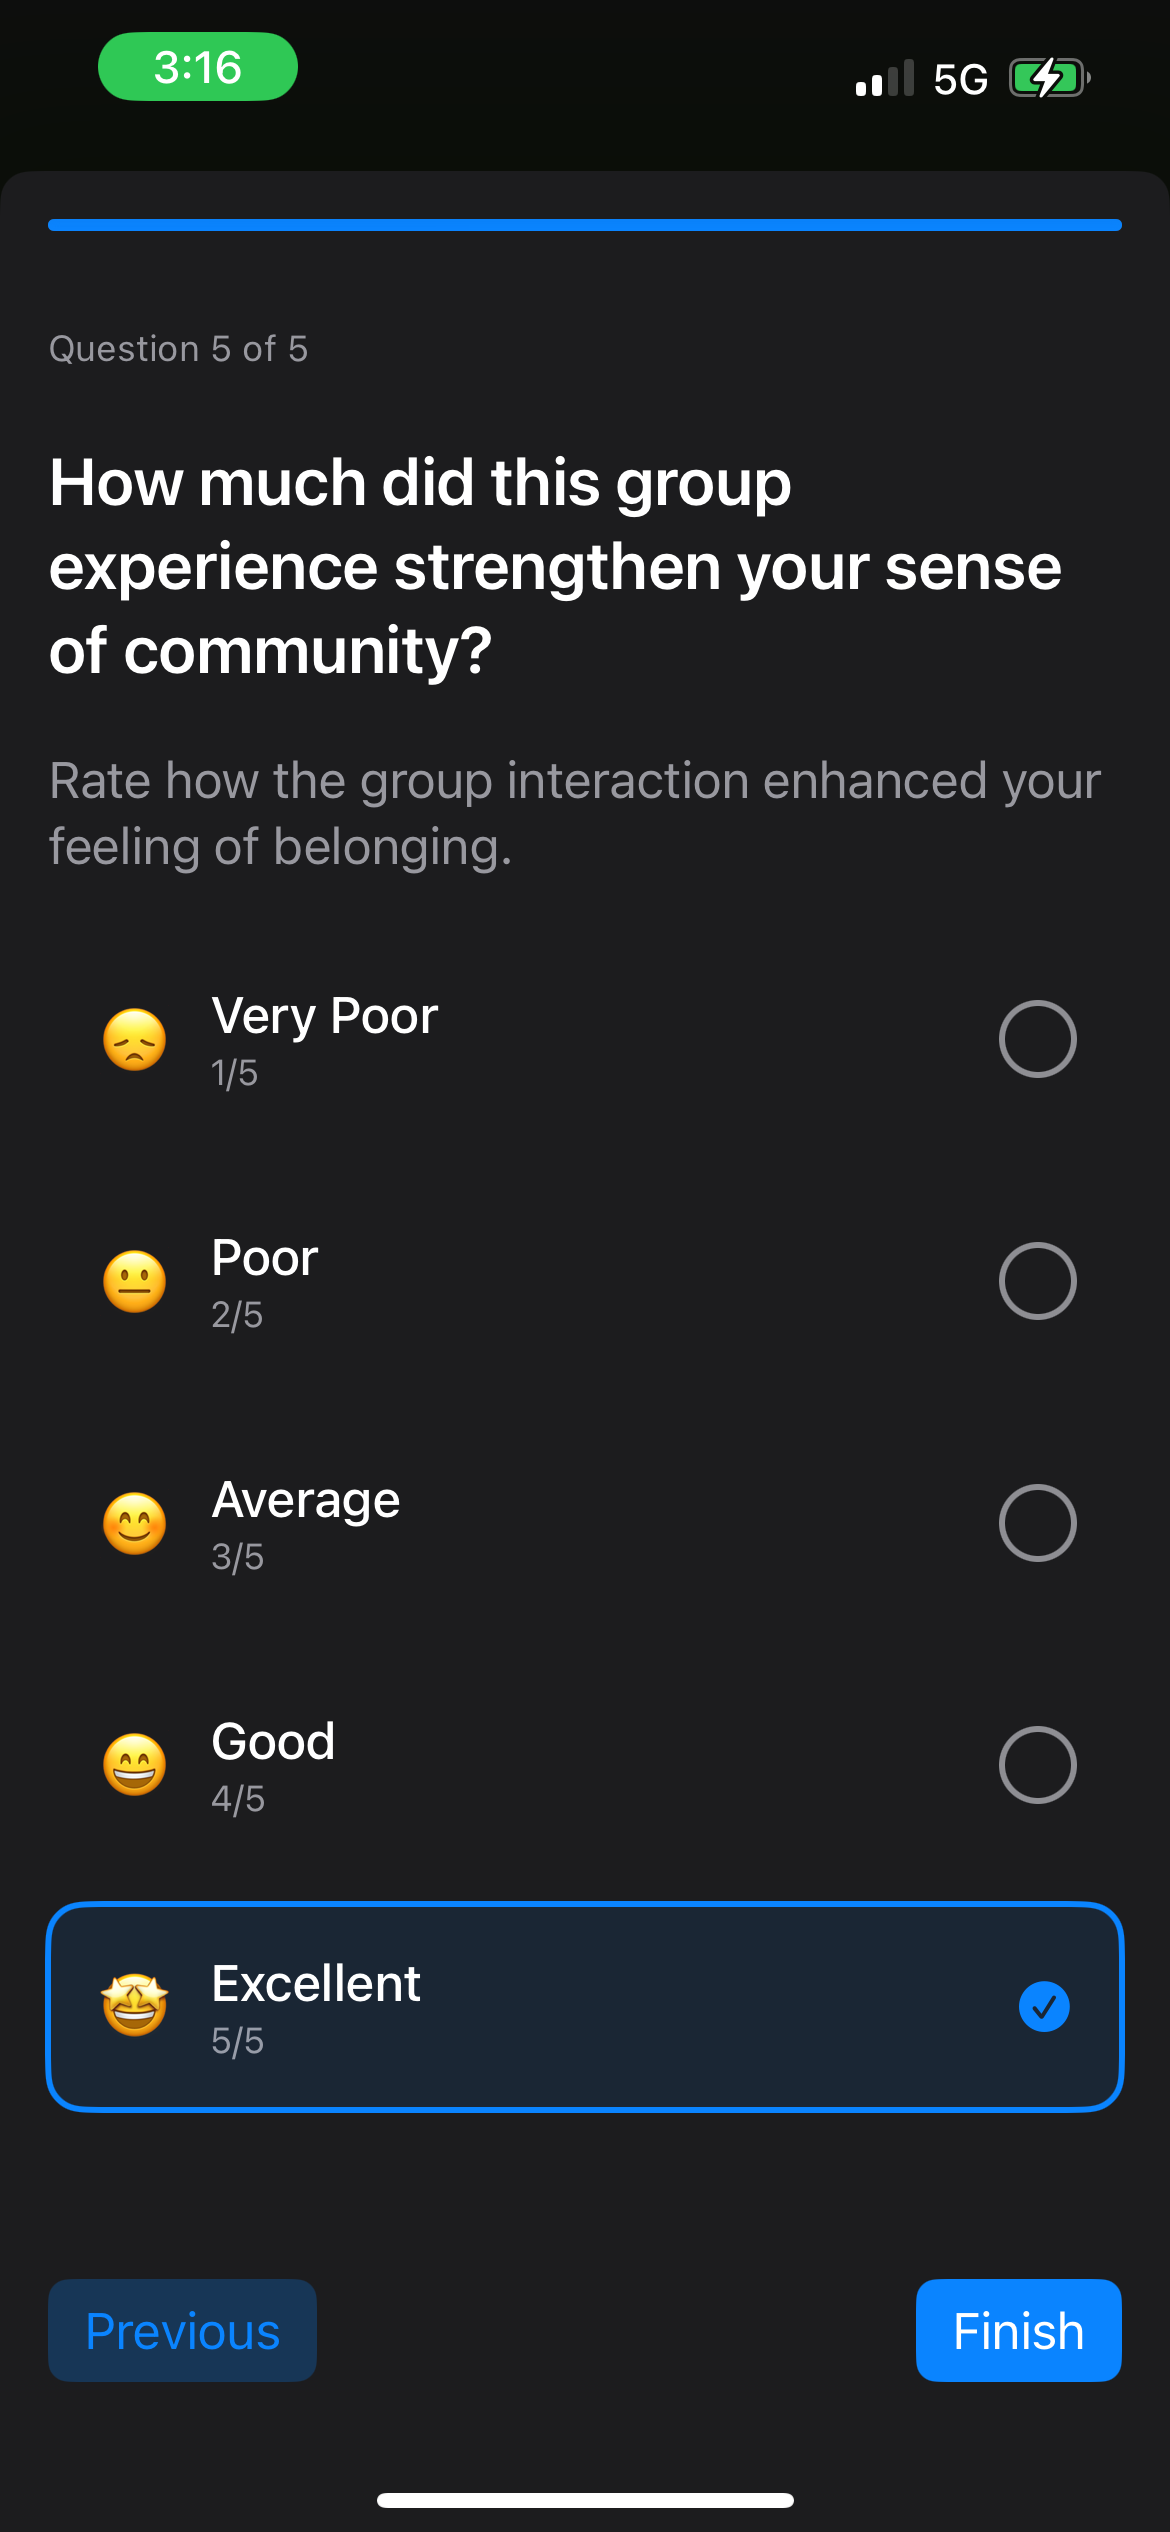 3:16
5G
Question 5 of 5
How much did this group
experience strengthen your sense
of community?
Rate how the group interaction enhanced your
feeling of belonging.
Very Poor
1/5
Poor
2/5
Average
3/5
Good
4/5
Excellent
5/5
Previous
Finish